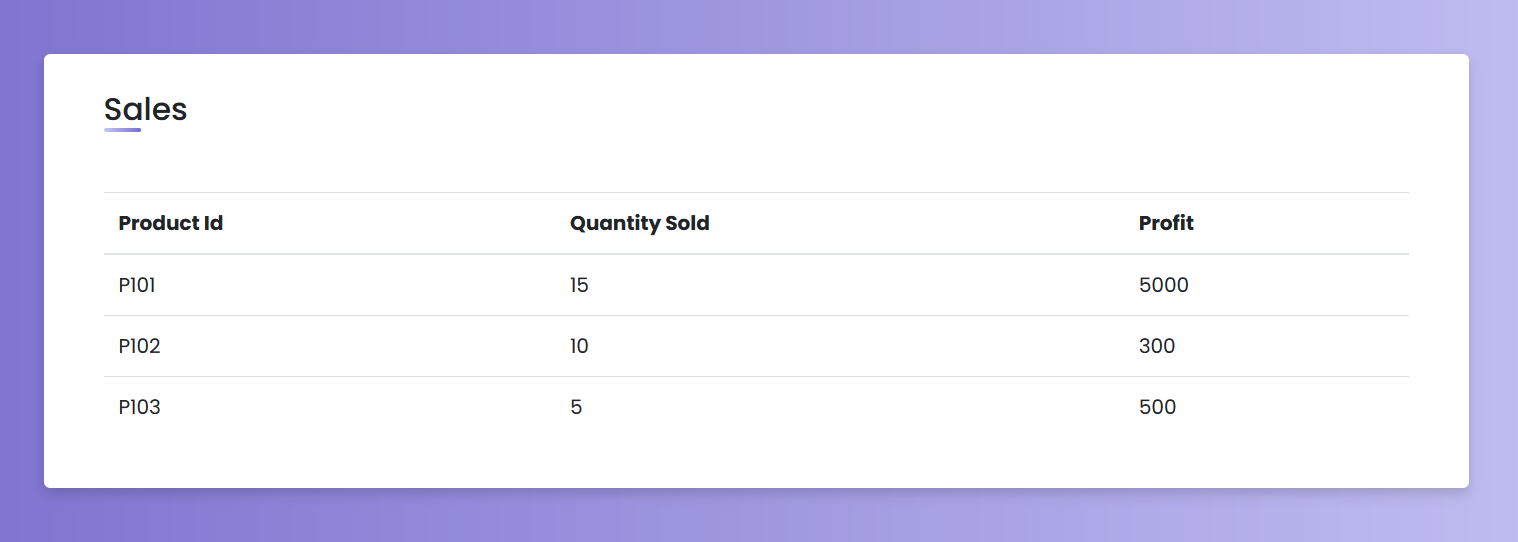 Sales
Product Id Quantity Sold Profit
P101 15 5000
P102 10 300
P103 5 500